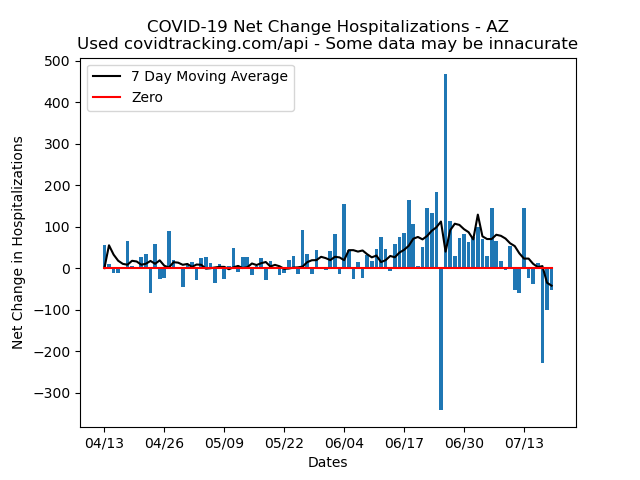 COVID-19 Net Change Hospitalizations - AZ
Used covidtracking.com/api - Some data may be innacurate
7 Day Moving Average
Zero
Net Change in Hospitalizations
500
400
300
200
100
0
−100
−200
−300
04/13 04/26 05/09 05/22 06/04 06/17 06/30 07/13
Dates